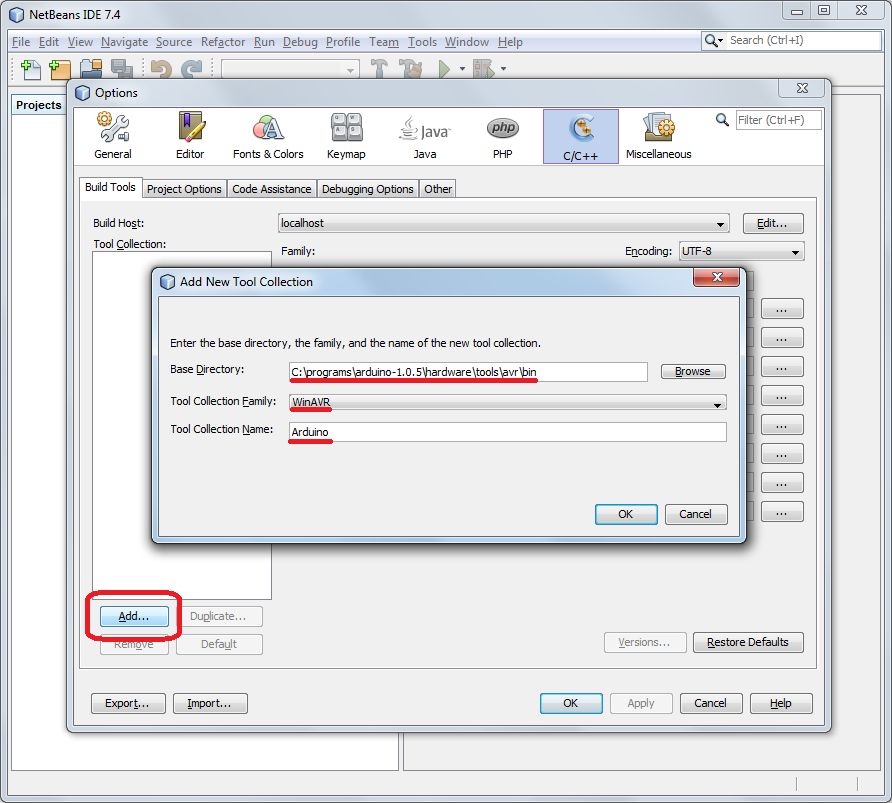 NetBeans IDE 7.4
File Edit View Navigate Source Refactor Run Debug Profile Team Tools Window Help
Search (Ctrl+I)
Projects
Options
General Editor Fonts & Colors Keymap Java PHP C/C++ Miscellaneous
Filter (Ctrl+F)
Build Tools Project Options Code Assistance Debugging Options Other
Build Host: localhost Edit...
Tool Collection: Family: Encoding: UTF-8
Add New Tool Collection
Enter the base directory, the family, and the name of the new tool collection.
Base Directory: C:\programs\arduino-1.0.5\hardware\tools\avr\bin Browse
Tool Collection Family: WinAVR
Tool Collection Name: Arduino
OK Cancel
...
...
...
...
...
...
...
...
Add... Duplicate...
Remove Default
Versions... Restore Defaults
Export... Import... OK Apply Cancel Help